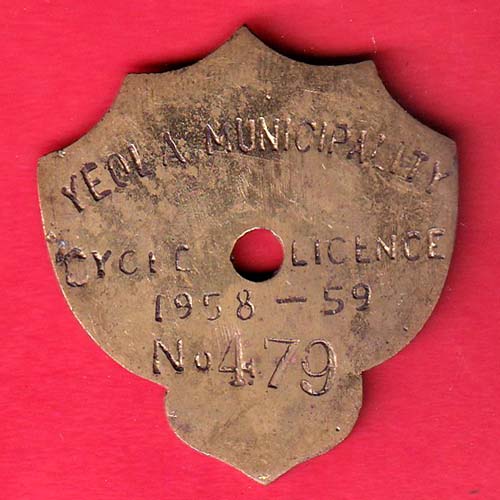 YEOLA MUNICIPALITY
CYCLE LICENCE
1958-59
No 479